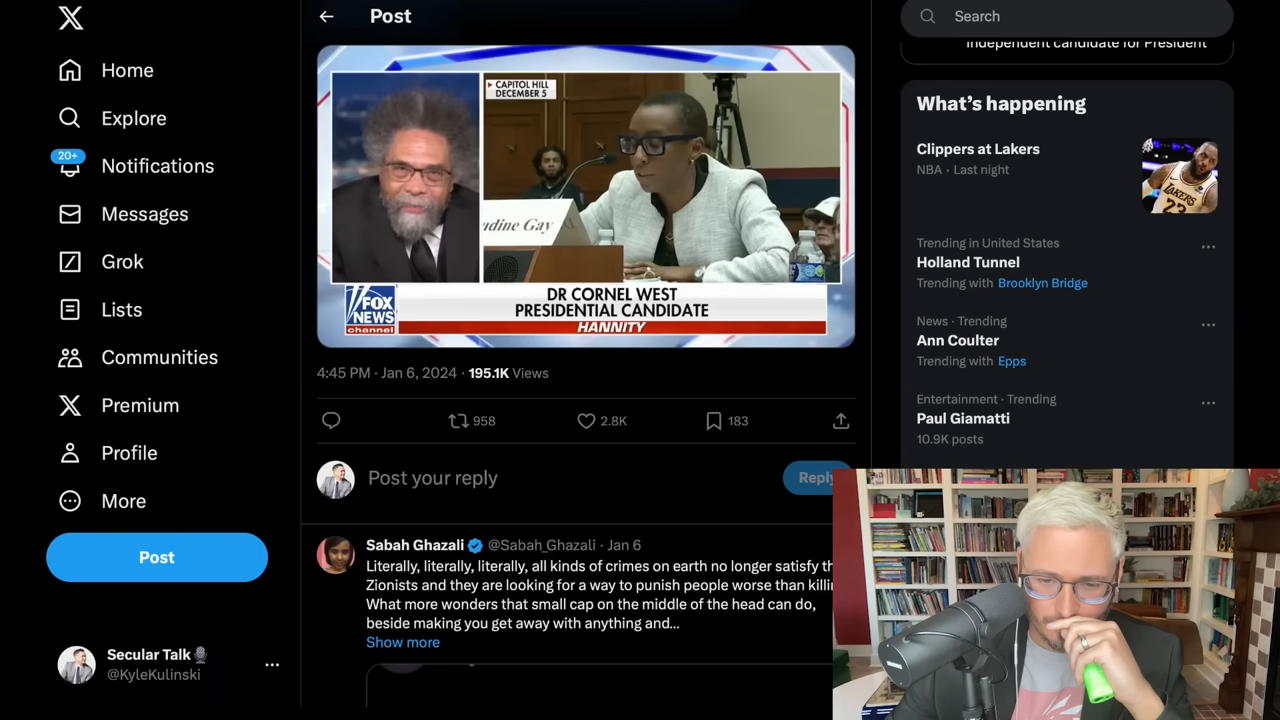 Post
Search
Independent candidate for President
Home
Explore
20+
Notifications
Messages
Grok
Lists
Communities
Premium
Profile
More
Post
Secular Talk
@KyleKulinski
CAPITOL HILL
DECEMBER 5
udine Gay
FOX
NEWS
channel
DR CORNEL WEST
PRESIDENTIAL CANDIDATE
HANNITY
4:45 PM · Jan 6, 2024 · 195.1K Views
958
2.8K
183
Post your reply
Reply
Sabah Ghazali @Sabah_Ghazali · Jan 6
Literally, literally, literally, all kinds of crimes on earth no longer satisfy th
Zionists and they are looking for a way to punish people worse than killi
What more wonders that small cap on the middle of the head can do,
beside making you get away with anything and...
Show more
What's happening
Clippers at Lakers
NBA · Last night
LAKERS
23
Trending in United States
Holland Tunnel
Trending with Brooklyn Bridge
News · Trending
Ann Coulter
Trending with Epps
Entertainment · Trending
Paul Giamatti
10.9K posts